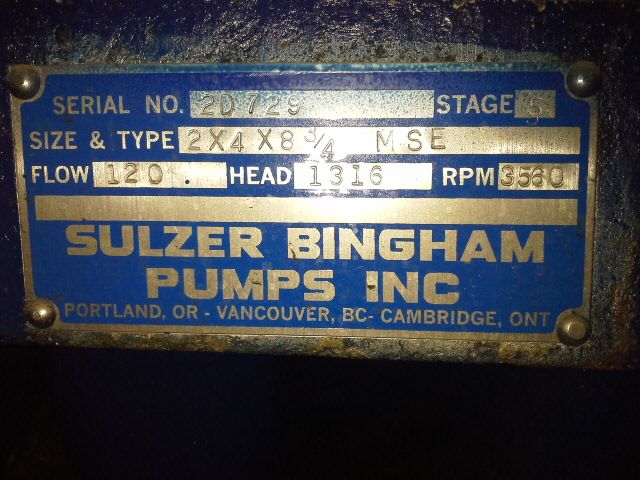 SERIAL NO. 2D729 STAGE 5
SIZE & TYPE 2X4X8 3/4 MSE
FLOW 120. HEAD 1316 RPM 3560
SULZER BINGHAM
PUMPS INC
PORTLAND, OR - VANCOUVER, BC- CAMBRIDGE, ONT